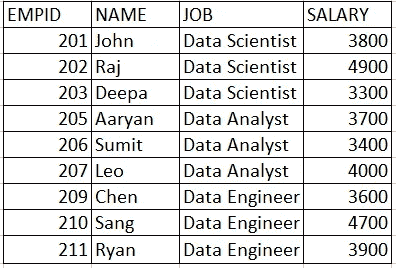 EMPID NAME JOB SALARY
201 John Data Scientist 3800
202 Raj Data Scientist 4900
203 Deepa Data Scientist 3300
205 Aaryan Data Analyst 3700
206 Sumit Data Analyst 3400
207 Leo Data Analyst 4000
209 Chen Data Engineer 3600
210 Sang Data Engineer 4700
211 Ryan Data Engineer 3900